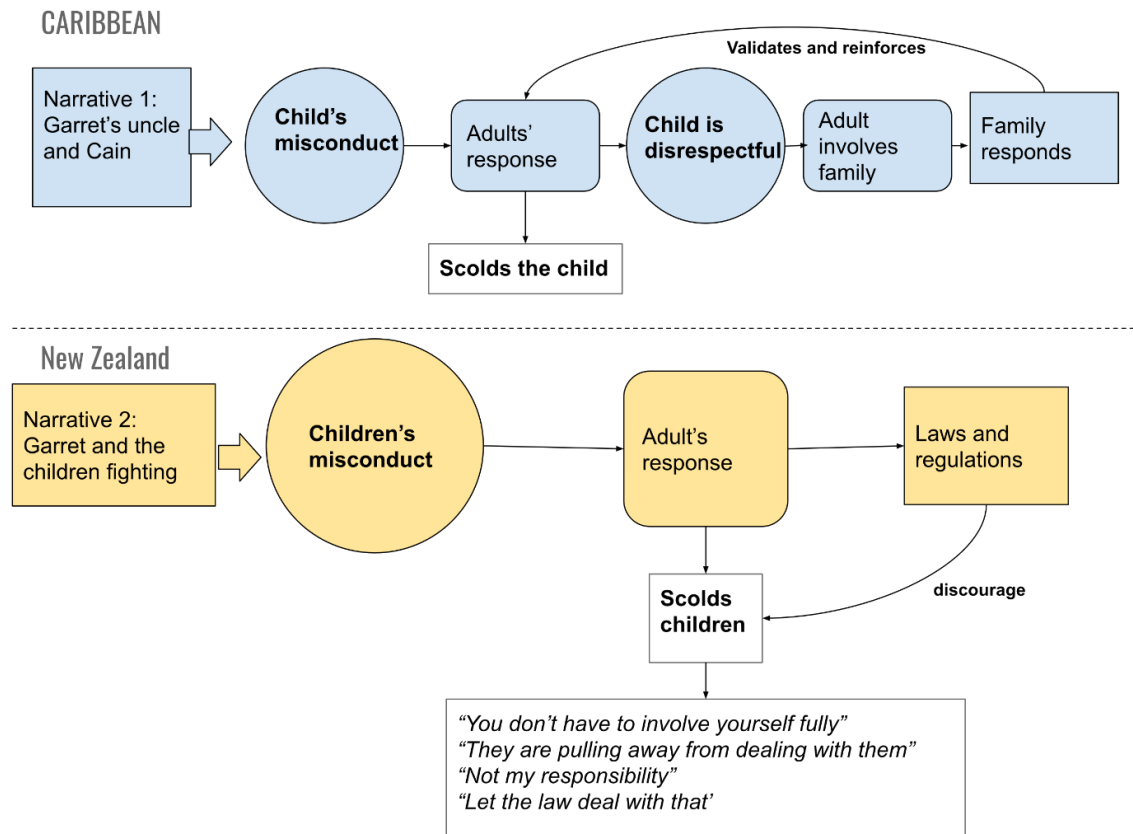 CARIBBEAN
Validates and reinforces
Narrative 1:
Garret's uncle
and Cain
Child's
misconduct
Adults'
response
Child is
disrespectful
Adult
involves
family
Family
responds
Scolds the child
New Zealand
Narrative 2:
Garret and the
children fighting
Children's
misconduct
Adult's
response
Laws and
regulations
discourage
Scolds
children
“You don't have to involve yourself fully”
“They are pulling away from dealing with them”
“Not my responsibility”
“Let the law deal with that'